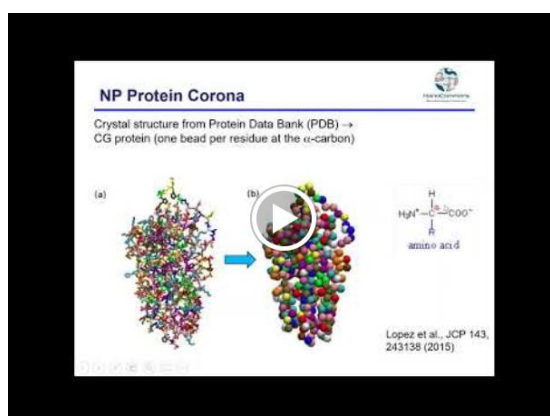 NP Protein Corona
Crystal structure from Protein Data Bank (PDB) →
CG protein (one bead per residue at the α-carbon)
(a)
(b)
H
H₃N⁺—C—COO⁻
R
amino acid
Lopez et al., JCP 143,
243138 (2015)